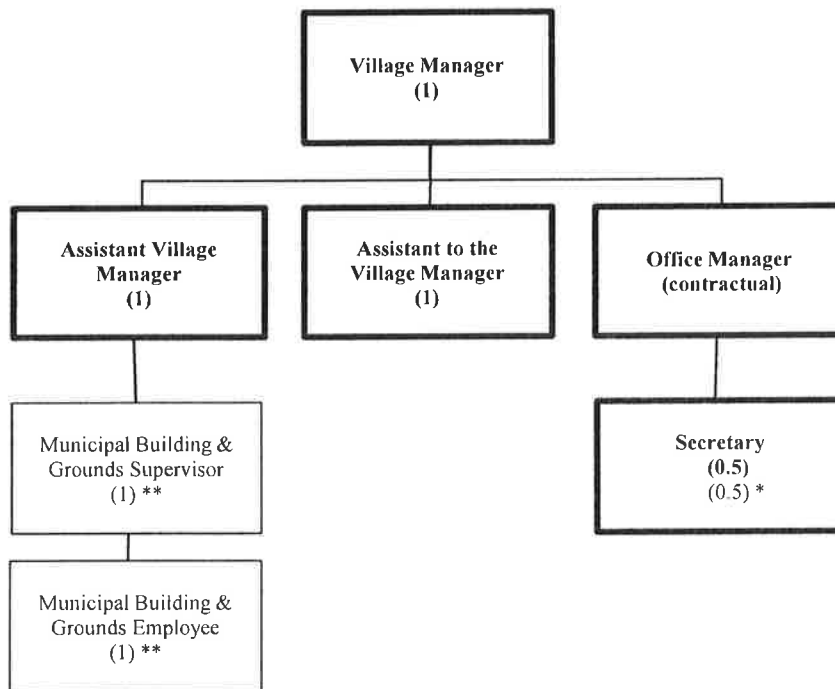 Village Manager
(1)
Assistant Village
Manager
(1)
Assistant to the
Village Manager
(1)
Office Manager
(contractual)
Municipal Building &
Grounds Supervisor
(1) **
Secretary
(0.5)
(0.5) *
Municipal Building &
Grounds Employee
(1) **